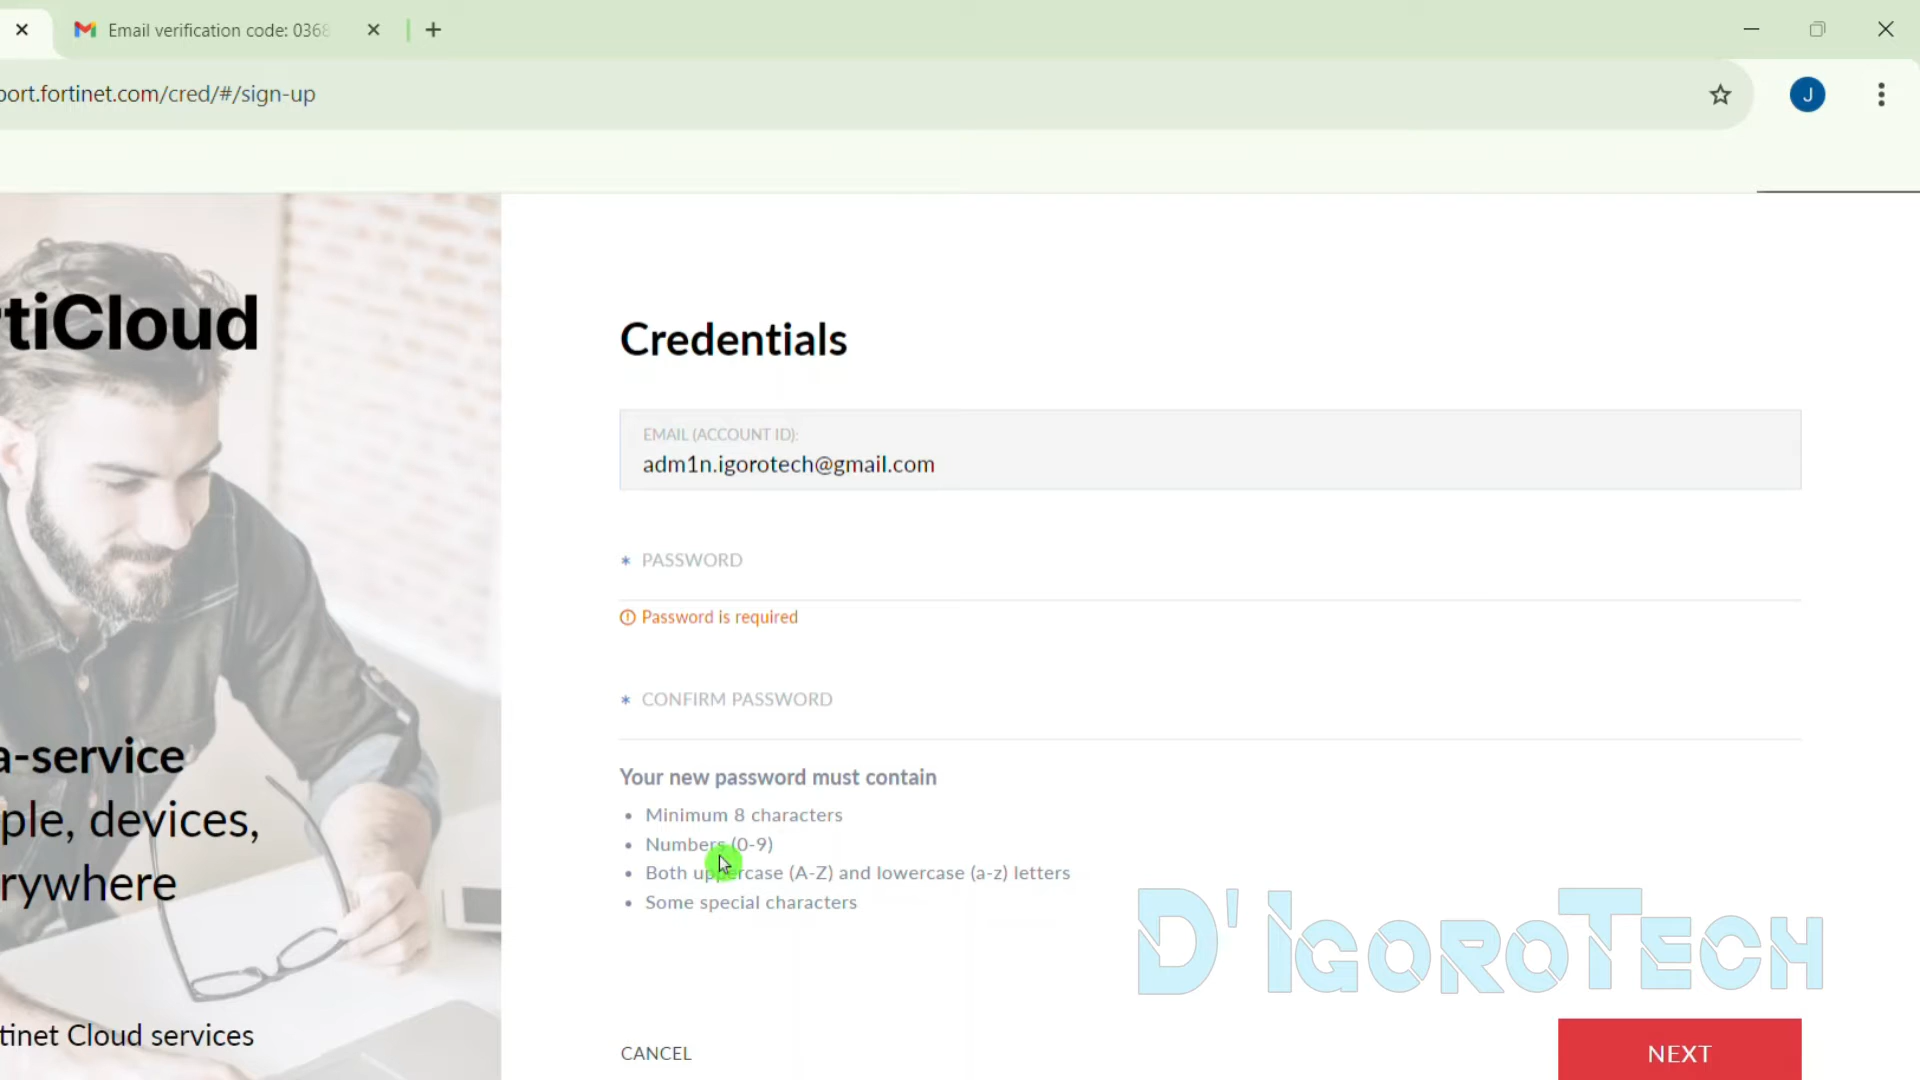 Email verification code: 0368
port.fortinet.com/cred/#/sign-up
J
rtiCloud
a-service
ple, devices,
rywhere
tinet Cloud services
Credentials
EMAIL (ACCOUNT ID):
adm1n.igorotech@gmail.com
* PASSWORD
Password is required
* CONFIRM PASSWORD
Your new password must contain
• Minimum 8 characters
• Numbers (0-9)
• Both uppercase (A-Z) and lowercase (a-z) letters
• Some special characters
D'IGOROTECH
CANCEL
NEXT